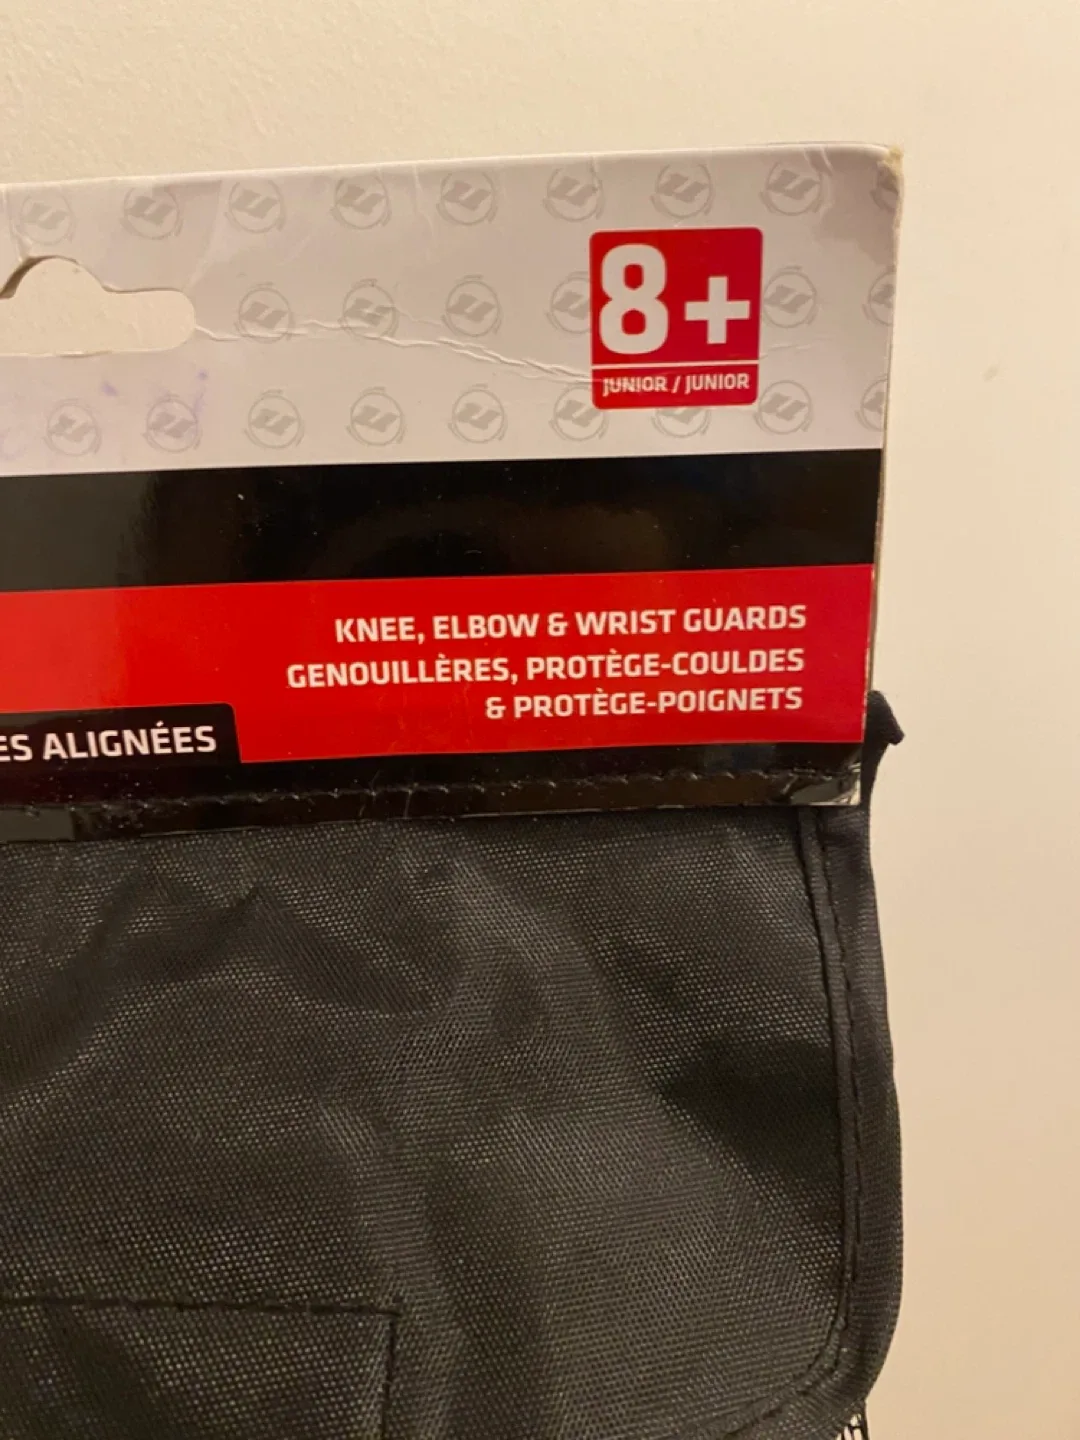 8+
JUNIOR / JUNIOR
KNEE, ELBOW & WRIST GUARDS
GENOUILLÈRES, PROTÈGE-COULDES
& PROTÈGE-POIGNETS
ES ALIGNÉES